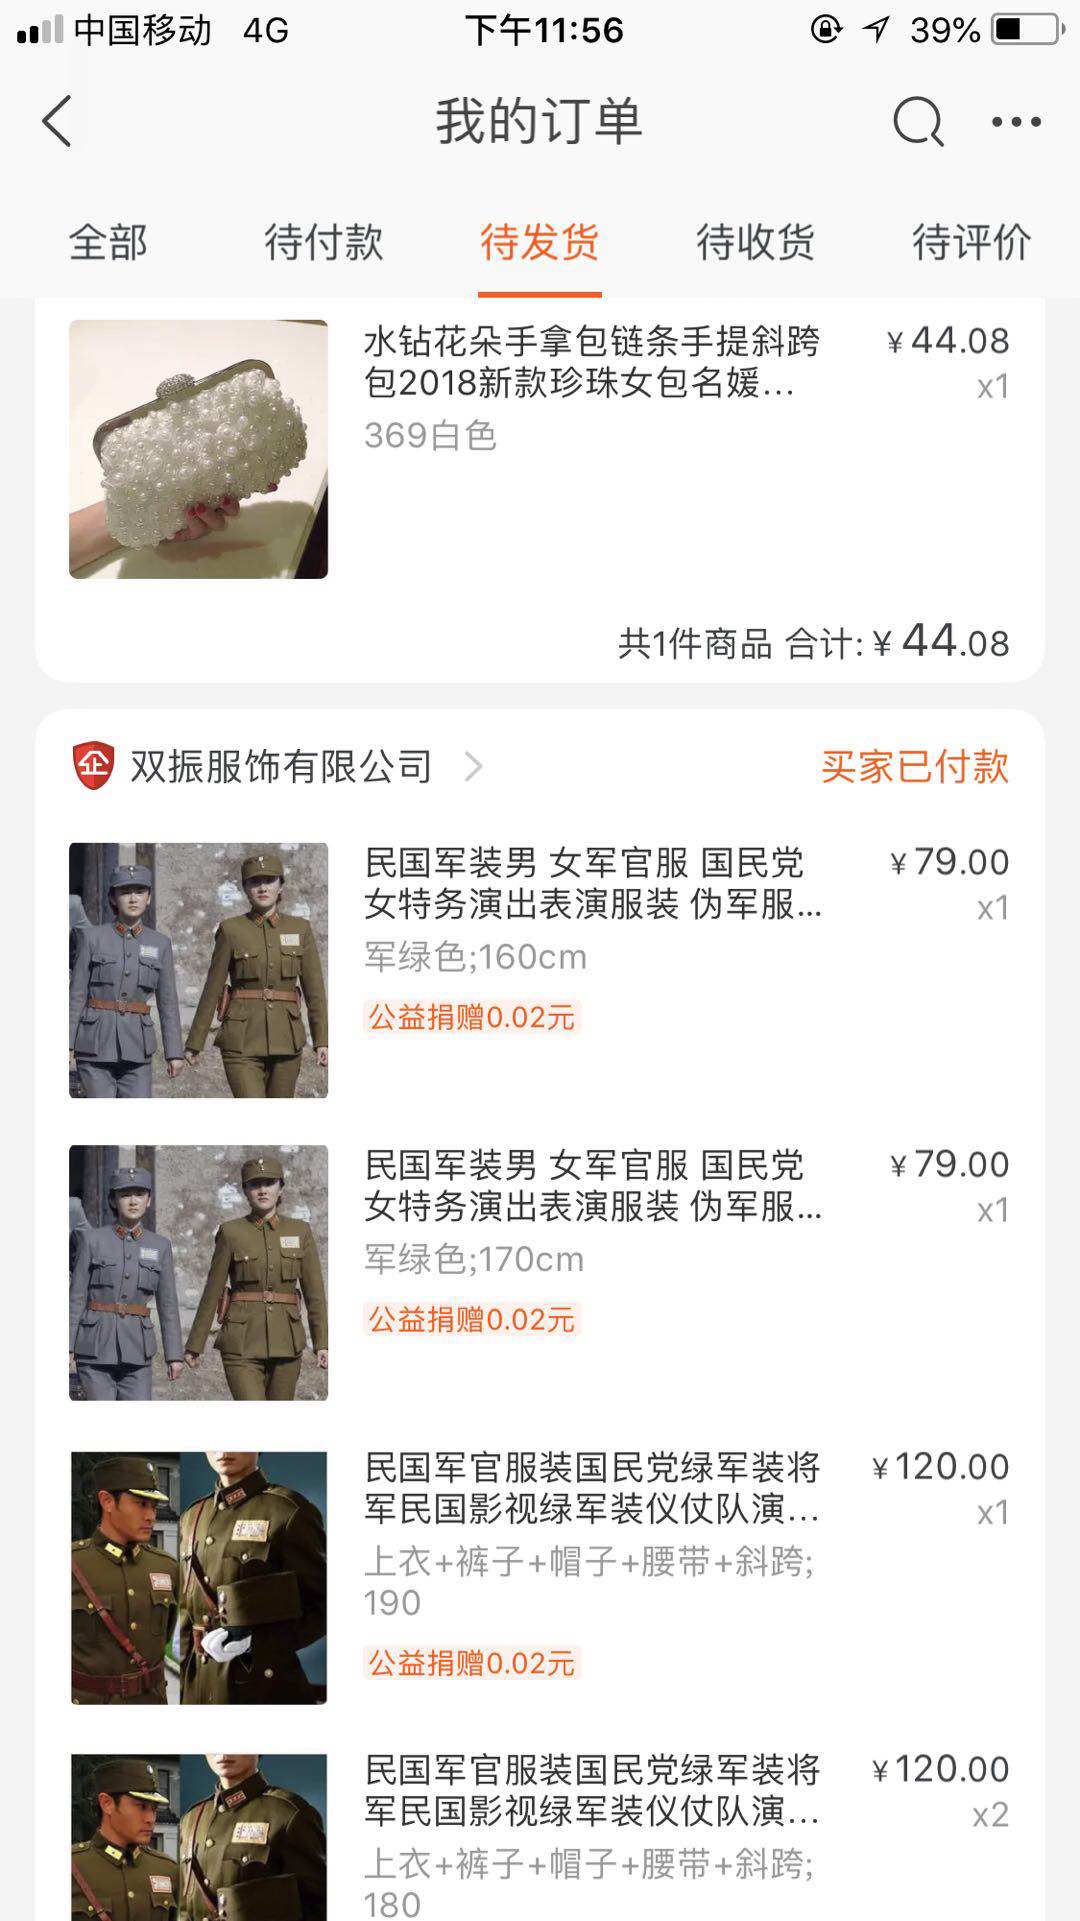 中国移动 4G 下午11:56 39%
我的订单
全部 待付款 待发货 待收货 待评价
水钻花朵手拿包链条手提斜跨 ¥44.08
包2018新款珍珠女包名媛... x1
369白色
共1件商品 合计:¥44.08
企 双振服饰有限公司 买家已付款
民国军装男 女军官服 国民党 ¥79.00
女特务演出表演服装 伪军服... x1
军绿色;160cm
公益捐赠0.02元
民国军装男 女军官服 国民党 ¥79.00
女特务演出表演服装 伪军服... x1
军绿色;170cm
公益捐赠0.02元
民国军官服装国民党绿军装将 ¥120.00
军民国影视绿军装仪仗队演... x1
上衣+裤子+帽子+腰带+斜跨;
190
公益捐赠0.02元
民国军官服装国民党绿军装将 ¥120.00
军民国影视绿军装仪仗队演... x2
上衣+裤子+帽子+腰带+斜跨;
180